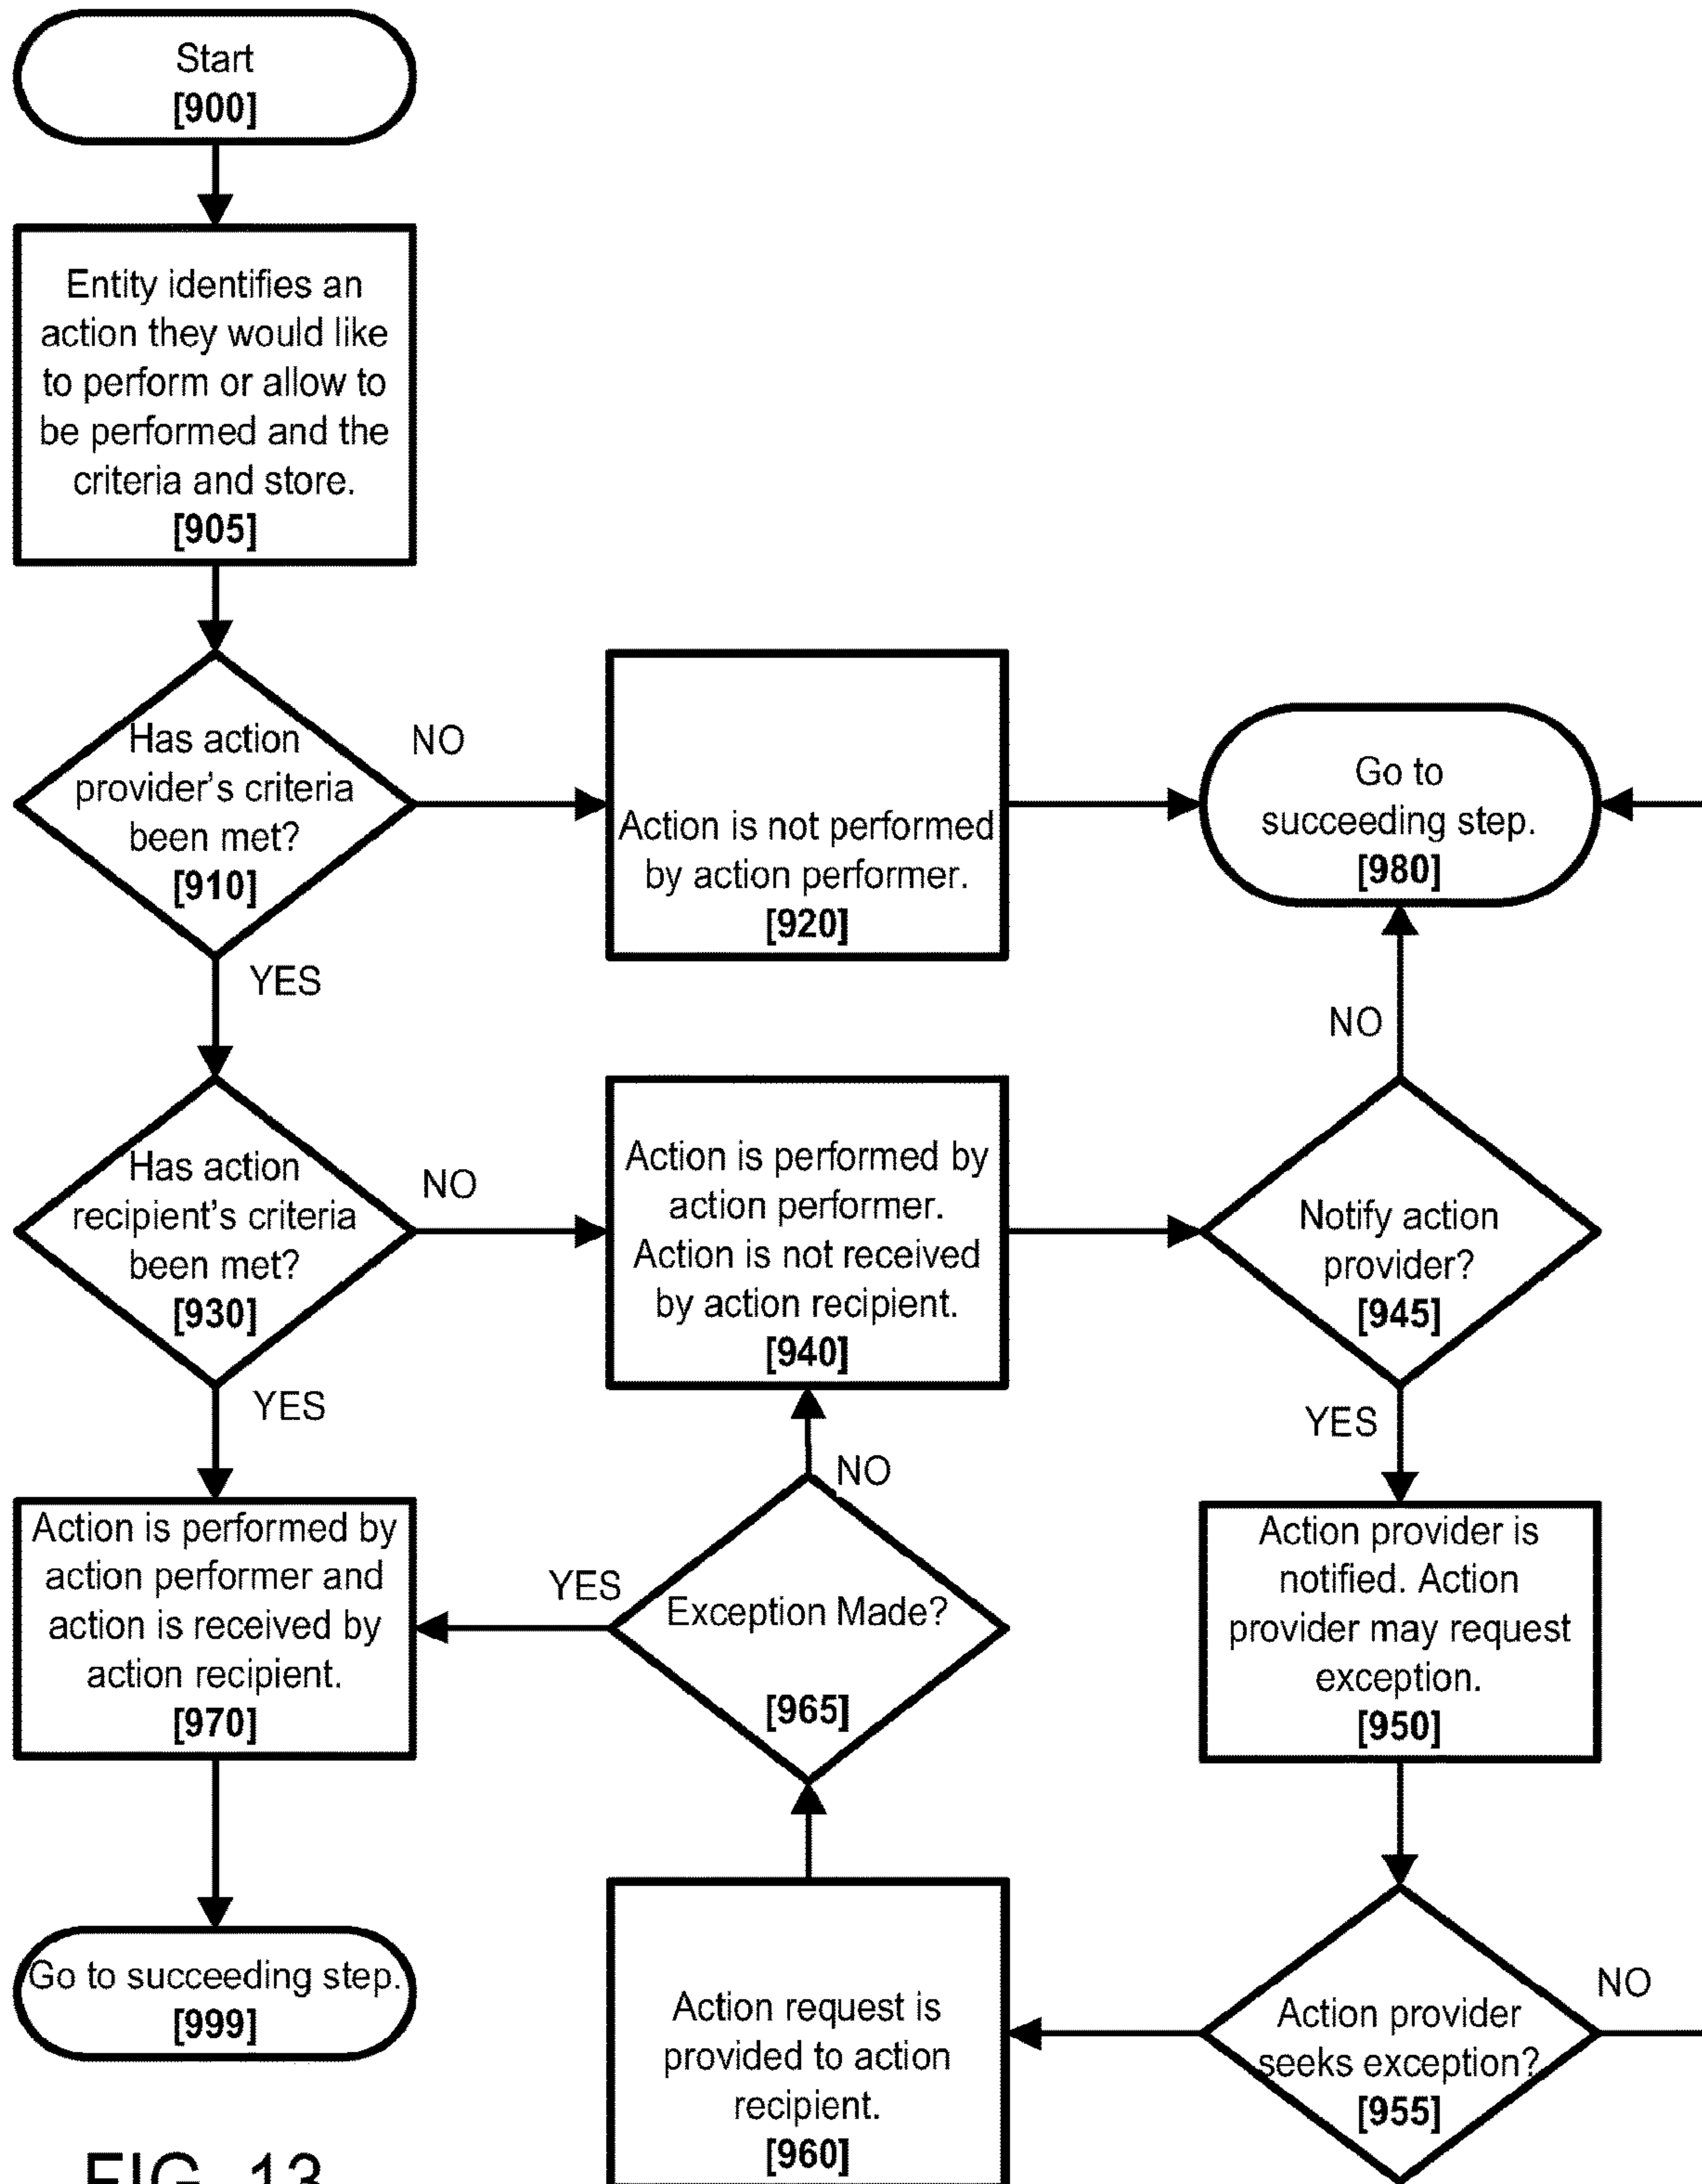 Start
[900]
Entity identifies an
action they would like
to perform or allow to
be performed and the
criteria and store.
[905]
Has action
provider's criteria
been met?
[910]
NO
YES
Action is not performed
by action performer.
[920]
Go to
succeeding step.
[980]
Has action
recipient's criteria
been met?
[930]
NO
YES
Action is performed by
action performer.
Action is not received
by action recipient.
[940]
NO
Notify action
provider?
[945]
YES
Action is performed by
action performer and
action is received by
action recipient.
[970]
YES
NO
Exception Made?
[965]
Action provider is
notified. Action
provider may request
exception.
[950]
Go to succeeding step.
[999]
Action request is
provided to action
recipient.
[960]
Action provider
seeks exception?
[955]
NO
FIG. 13